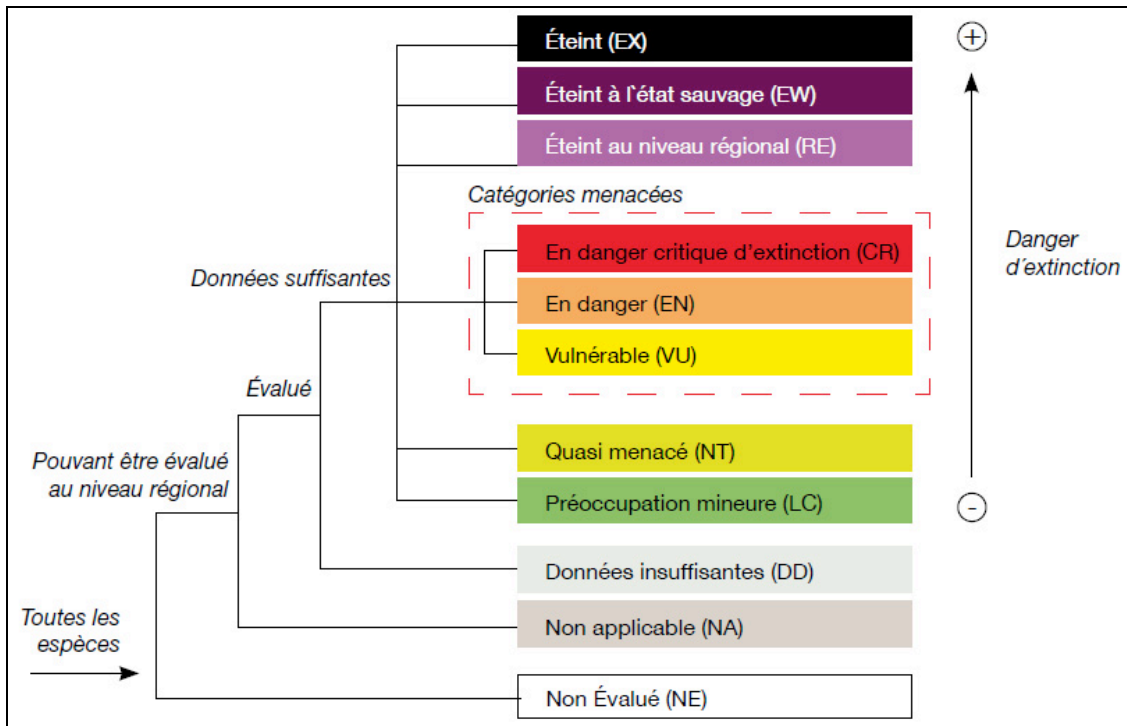 Éteint (EX)
+
Éteint à l`état sauvage (EW)
Éteint au niveau régional (RE)
Catégories menacées
En danger critique d'extinction (CR)
Danger
d´extinction
Données suffisantes
En danger (EN)
Vulnérable (VU)
Évalué
Quasi menacé (NT)
Pouvant être évalué
au niveau régional
Préoccupation mineure (LC)
-
Données insuffisantes (DD)
Toutes les
espèces
Non applicable (NA)
Non Évalué (NE)